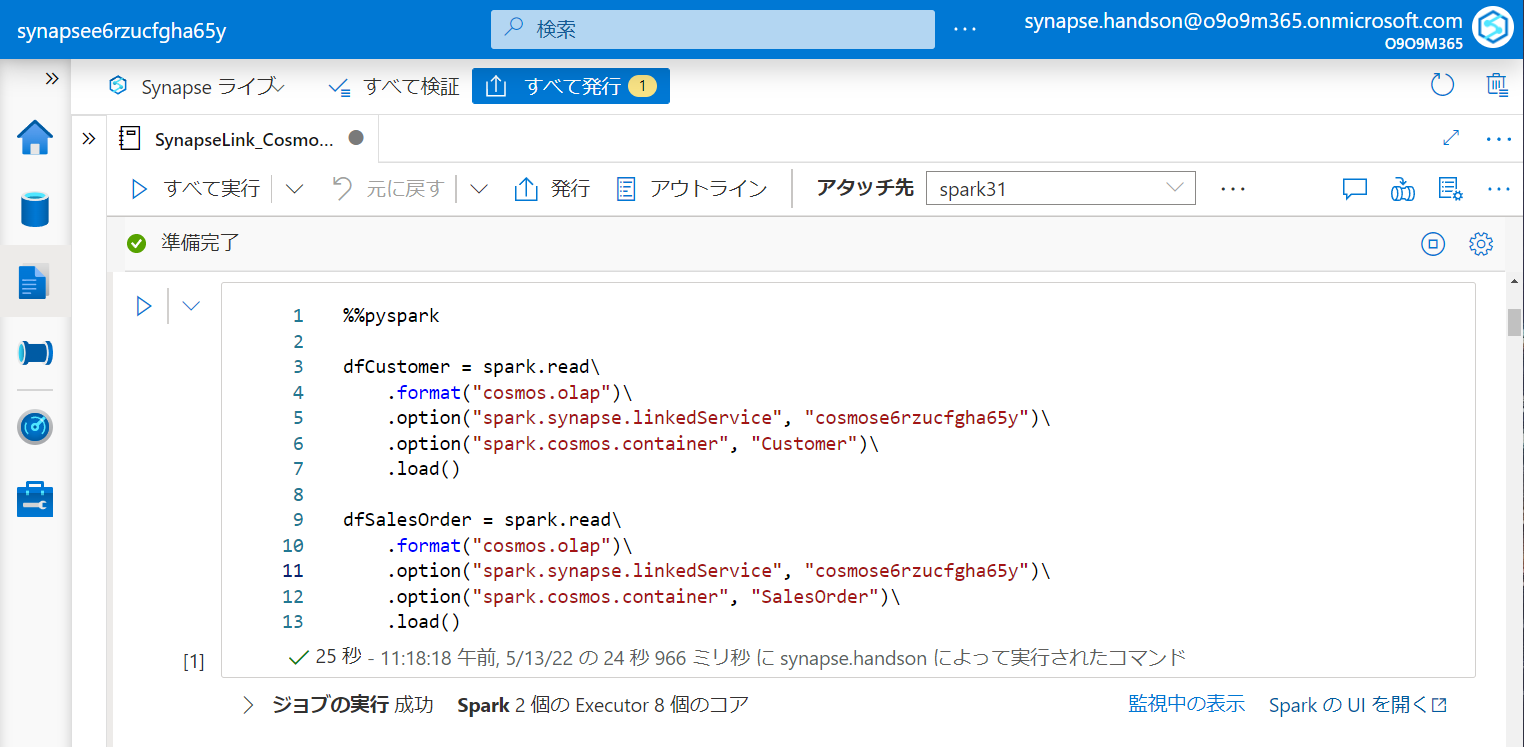 synapsee6rzucfgha65y
検索
synapse.handson@o9o9m365.onmicrosoft.com
O9O9M365
Synapse ライブ
すべて検証
すべて発行 1
SynapseLink_Cosmo...
すべて実行
元に戻す
発行
アウトライン
アタッチ先
spark31
準備完了
1 %%pyspark
2
3 dfCustomer = spark.read\
4 .format("cosmos.olap")\
5 .option("spark.synapse.linkedService", "cosmose6rzucfgha65y")\
6 .option("spark.cosmos.container", "Customer")\
7 .load()
8
9 dfSalesOrder = spark.read\
10 .format("cosmos.olap")\
11 .option("spark.synapse.linkedService", "cosmose6rzucfgha65y")\
12 .option("spark.cosmos.container", "SalesOrder")\
13 .load()
[1] 25 秒 - 11:18:18 午前, 5/13/22 の 24 秒 966 ミリ秒 に synapse.handson によって実行されたコマンド
ジョブの実行 成功 Spark 2 個の Executor 8 個のコア 監視中の表示 Spark の UI を開く